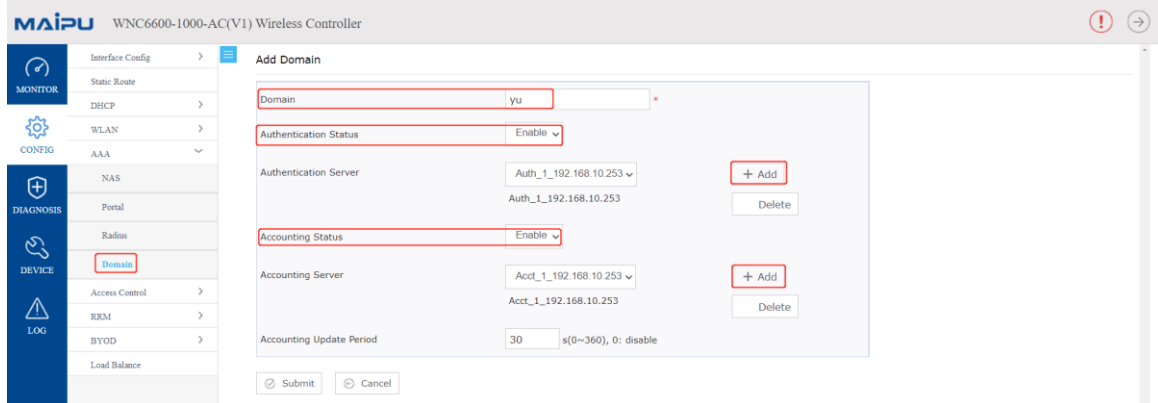 MAIPU WNC6600-1000-AC(V1) Wireless Controller
MONITOR
CONFIG
DIAGNOSIS
DEVICE
LOG
Interface Config
Static Route
DHCP
WLAN
AAA
NAS
Portal
Radius
Domain
Access Control
RRM
BYOD
Load Balance
Add Domain
Domain yu *
Authentication Status Enable
Authentication Server Auth_1_192.168.10.253 + Add
Auth_1_192.168.10.253 Delete
Accounting Status Enable
Accounting Server Acct_1_192.168.10.253 + Add
Acct_1_192.168.10.253 Delete
Accounting Update Period 30 s(0~360), 0: disable
Submit Cancel